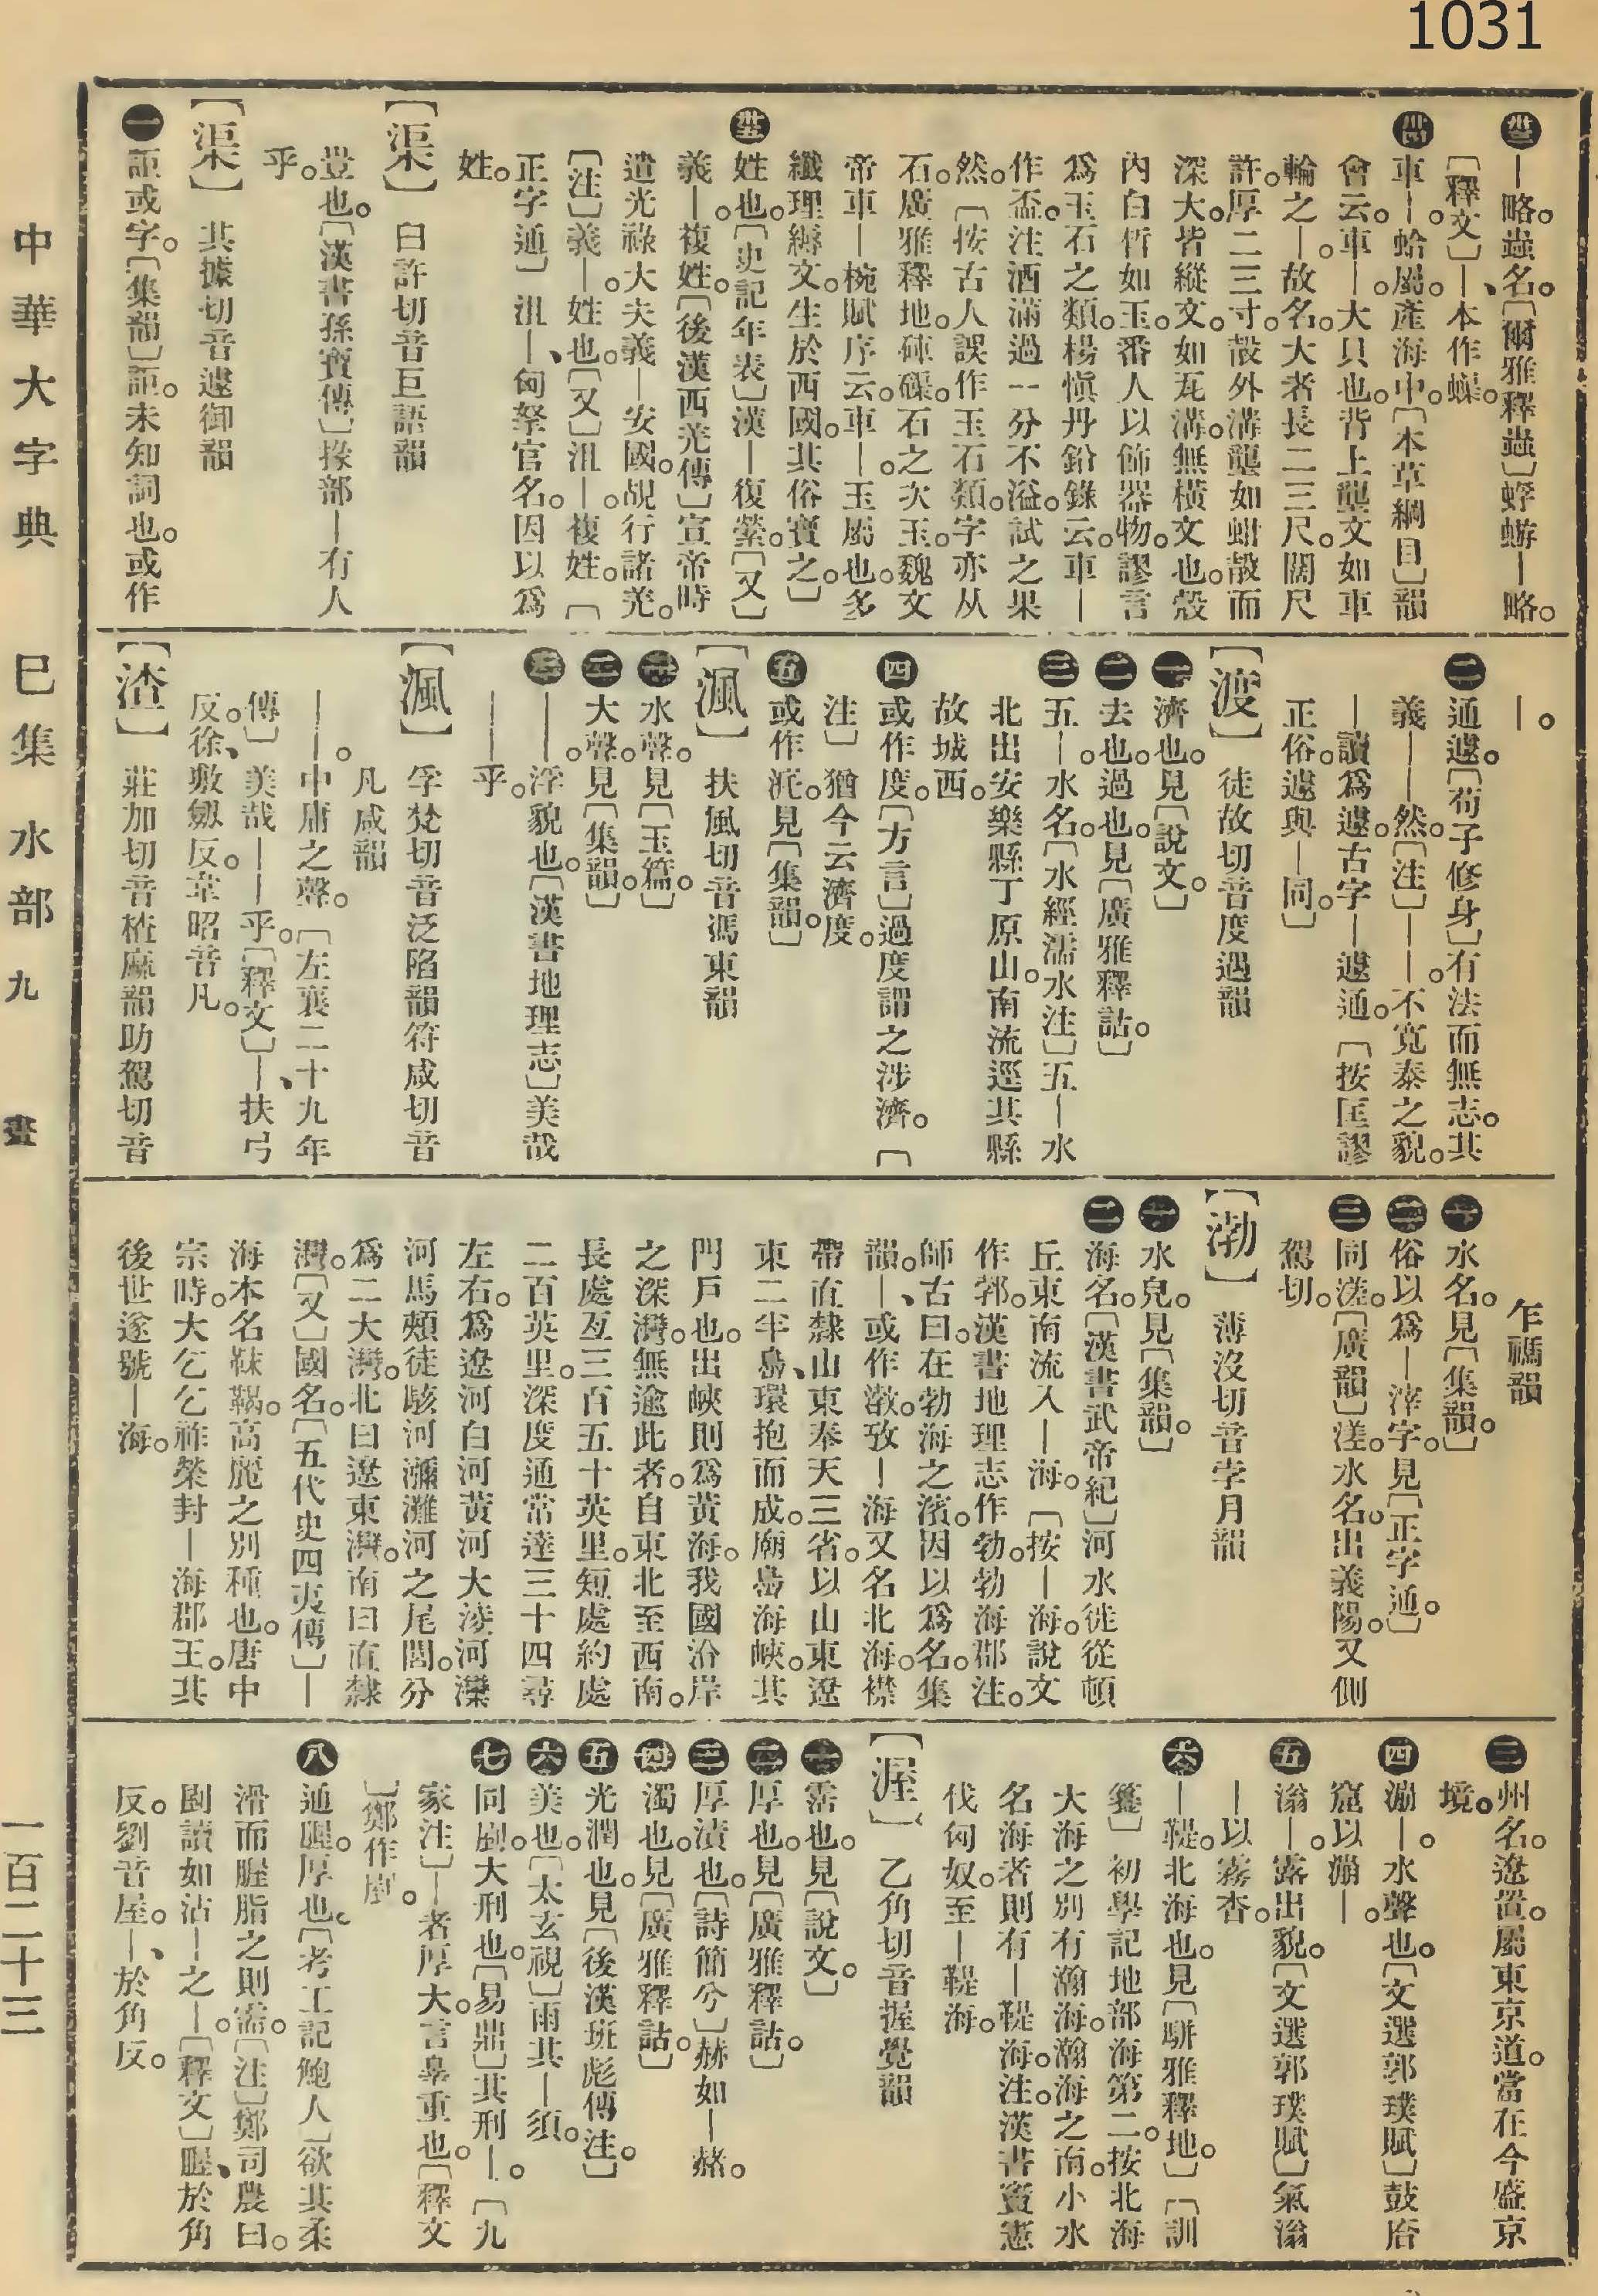 1031
卅三｜略。蟲名。〔爾雅釋蟲〕蜉蝣｜略。
〔釋文〕｜、本作蟝。
卅四車｜。蛤屬。產海中。〔本草綱目〕韻
會云。車｜。大貝也。背上壟文如車
輪之｜。故名。大者長二三尺。闊尺
許。厚二三寸。殼外溝壟如蚶殼而
深大。皆縱文。如瓦溝。無橫文也。殼
內白晳如玉。番人以飾器物。謬言
爲玉石之類。楊愼丹鉛錄云。車｜
作盃。注酒滿過一分不溢。試之果
然。〔按古人誤作玉石類。字亦从
石。廣雅釋地。硨磲。石之次玉。魏文
帝車｜椀賦序云。車｜。玉屬也。多
纖理縟文。生於西國。其俗寶之。〕
卅五姓也。〔史記年表〕漢｜復縈。〔又〕
義｜。複姓。〔後漢西羌傳〕宣帝時
遣光祿大夫義｜安國。覘行諸羌。
〔注〕義｜。姓也。〔又〕沮｜。複姓。〔
正字通〕沮｜、匈奴官名。因以爲
姓。
〔渠〕臼許切音巨語韻
豈也。〔漢書孫寶傳〕掾部｜有人
乎。
〔渠〕其據切音遽御韻
一詎或字。〔集韻〕詎。未知詞也。或作
｜。
二通遽。〔荀子修身〕有法而無志。其
義｜｜然。〔注〕｜｜。不寬泰之貌。
｜讀爲遽。古字｜遽通。〔按匡謬
正俗。遽與｜同。〕
〔渡〕徒故切音度遇韻
一濟也。見〔說文。〕
二去也。過也。見〔廣雅釋詁。〕
三五｜。水名。〔水經濡水注〕五｜水
北出安樂縣丁原山。南流逕其縣
故城西。
四或作度。〔方言〕過度謂之涉濟。〔
注〕猶今云濟度。
五或作泟。見〔集韻。〕
〔渢〕扶風切音馮東韻
一水聲。見〔玉篇。〕
二大聲。見〔集韻。〕
三｜｜。浮貌也。〔漢書地理志〕美哉
｜｜乎。
〔渢〕孚梵切音泛陷韻符咸切音
凡咸韻
｜｜。中庸之聲。〔左襄二十九年
傳〕美哉｜｜乎。〔釋文〕｜、扶弓
反。徐、敷劒反。韋昭音凡。
〔渣〕莊加切音樝麻韻助駕切音
乍禡韻
一水名。見〔集韻。〕
二俗以爲｜滓字。見〔正字通。〕
三同溠。〔廣韻〕溠。水名。出義陽。又側
駕切。
〔渤〕薄沒切音孛月韻
一水皃。見〔集韻。〕
二海名。〔漢書武帝紀〕河水徙從頓
丘東南流入｜海。〔按｜海。說文
作郣。漢書地理志作勃。勃海郡注。
師古曰。在勃海之濱。因以爲名。集
韻。｜、或作澥。攷｜海又名北海。襟
帶直隸、山東奉天三省。以山東遼
東二半島、環抱而成。廟島海峽。其
門戶也。出峽則爲黃海。我國沿岸
之深灣。無逾此者。自東北至西南。
長處亙三百五十英里。短處約處
二百英里。深度通常達三十四尋
左右。爲遼河白河黃河大淩河灤
河馬頰徒駭河瀰灘河之尾閭。分
爲二大灣。北曰遼東灣。南曰直隸
灣。〔又〕國名。〔五代史四夷傳〕｜
海本名靺鞨。高麗之別種也。唐中
宗時。大乞乞祚榮封｜海郡王。其
後世遂號｜海。
三州名。遼置。屬東京道。當在今盛京
境。
四㴙｜。水聲也。〔文選郭璞賦〕鼓㕎
窟以㴙｜。
五滃｜。霧出貌。〔文選郭璞賦〕氣滃
｜以霧杳。
六｜鞮。北海也。見〔駢雅釋地。〕〔訓
纂〕初學記地部海第二。按北海
大海之別有瀚海。瀚海之南。小水
名海者則有｜鞮海。注。漢書竇憲
伐匈奴。至｜鞮海。
〔渥〕乙角切音握覺韻
一霑也。見〔說文。〕
二厚也。見〔廣雅釋詁。〕
三厚漬也。〔詩簡兮〕赫如｜赭。
四濁也。見〔廣雅釋詁。〕
五光潤也。見〔後漢班彪傳注。〕
六美也。〔太玄視〕雨其｜須。
七同剭。大刑也。〔易鼎〕其刑｜。〔九
家注〕｜者厚大。言辠重也。〔釋文
〕鄭作剭。
八通腥。厚也。〔考工記鮑人〕欲其柔
滑而腥脂之則需。〔注〕鄭司農曰。
剧讀如沾｜之｜。〔釋文〕腥、於角
反。劉音屋。｜、於角反。
中華大字典　巳集　水部　九畫　一百二十三